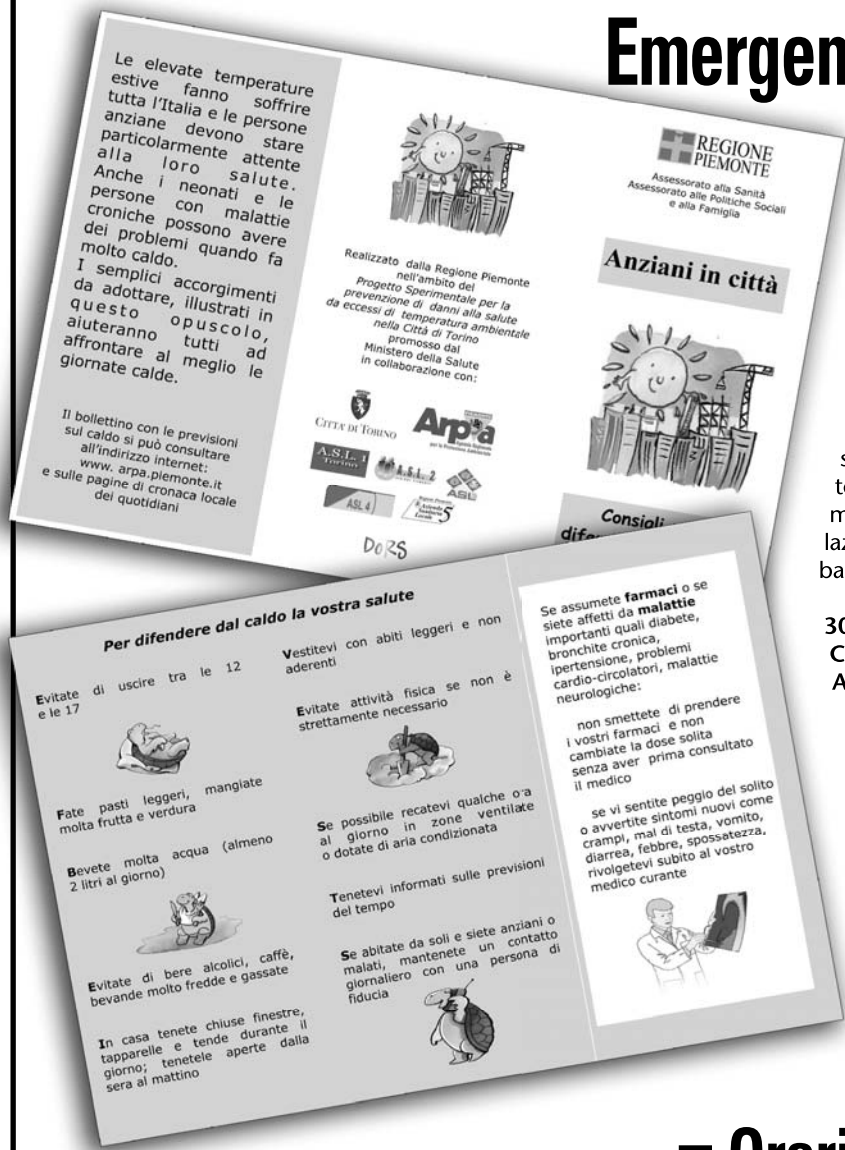 Emergen
Le elevate temperature
estive fanno soffrire
tutta l'Italia e le persone
anziane devono stare
particolarmente attente
alla loro salute.
Anche i neonati e le
persone con malattie
croniche possono avere
dei problemi quando fa
molto caldo.
I semplici accorgimenti
da adottare, illustrati in
questo opuscolo,
aiuteranno tutti ad
affrontare al meglio le
giornate calde.
Il bollettino con le previsioni
sul caldo si può consultare
all'indirizzo internet:
www. arpa.piemonte.it
e sulle pagine di cronaca locale
dei quotidiani
Realizzato dalla Regione Piemonte
nell'ambito del
Progetto Sperimentale per la
prevenzione di danni alla salute
da eccessi di temperatura ambientale
nella Città di Torino
promosso dal
Ministero della Salute
in collaborazione con:
CITTA' DI TORINO
Arpa
A.S.L. 1
Torino
A.S.L. 2
ASL
ASL 4
Azienda
Sanitaria
Locale 5
DoRS
REGIONE
PIEMONTE
Assessorato alla Sanità
Assessorato alle Politiche Sociali
e alla Famiglia
Anziani in città
Consigli
s
te
m
laz
ba
30
C
A
Per difendere dal caldo la vostra salute
Evitate di uscire tra le 12
e le 17
Fate pasti leggeri, mangiate
molta frutta e verdura
Bevete molta acqua (almeno
2 litri al giorno)
Evitate di bere alcolici, caffè,
bevande molto fredde e gassate
In casa tenete chiuse finestre,
tapparelle e tende durante il
giorno; tenetele aperte dalla
sera al mattino
Vestitevi con abiti leggeri e non
aderenti
Evitate attività fisica se non è
strettamente necessario
Se possibile recatevi qualche o a
al giorno in zone ventilate
o dotate di aria condizionata
Tenetevi informati sulle previsioni
del tempo
Se abitate da soli e siete anziani o
malati, mantenete un contatto
giornaliero con una persona di
fiducia
Se assumete farmaci o se
siete affetti da malattie
importanti quali diabete,
bronchite cronica,
ipertensione, problemi
cardio-circolatori, malattie
neurologiche:
non smettete di prendere
i vostri farmaci e non
cambiate la dose solita
senza aver prima consultato
il medico
se vi sentite peggio del solito
o avvertite sintomi nuovi come
crampi, mal di testa, vomito,
diarrea, febbre, spossatezza,
rivolgetevi subito al vostro
medico curante
Orari